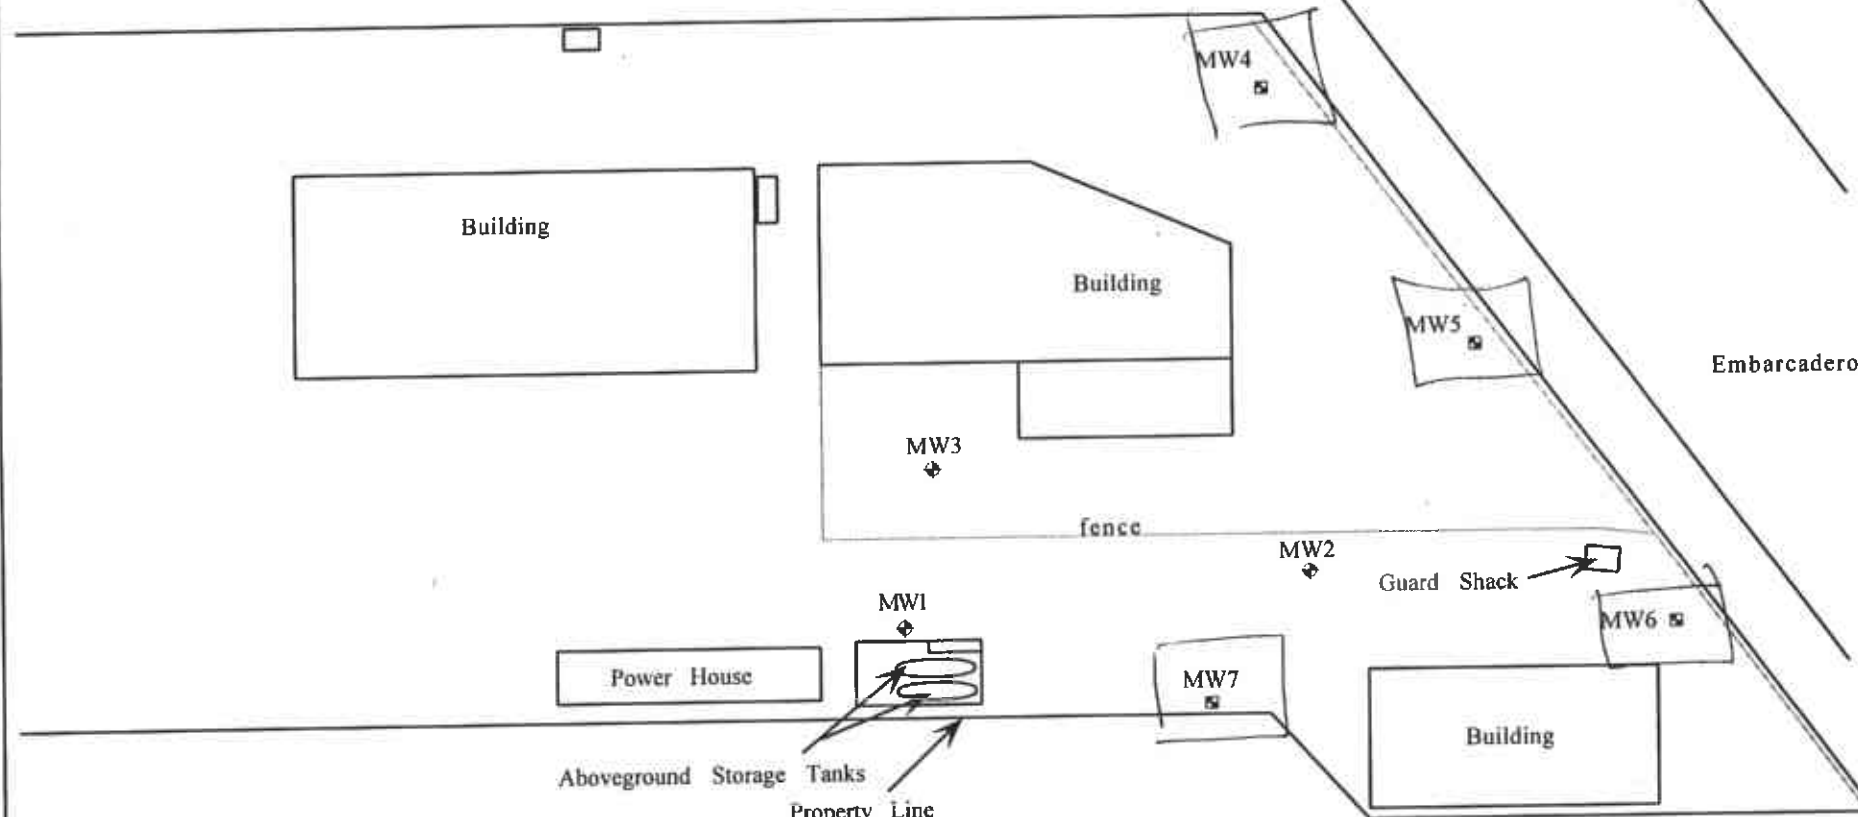 MW4
Building
Building
MW5
Embarcadero
MW3
fence
MW2
Guard Shack
MW1
MW6
Power House
MW7
Building
Aboveground Storage Tanks
Property Line